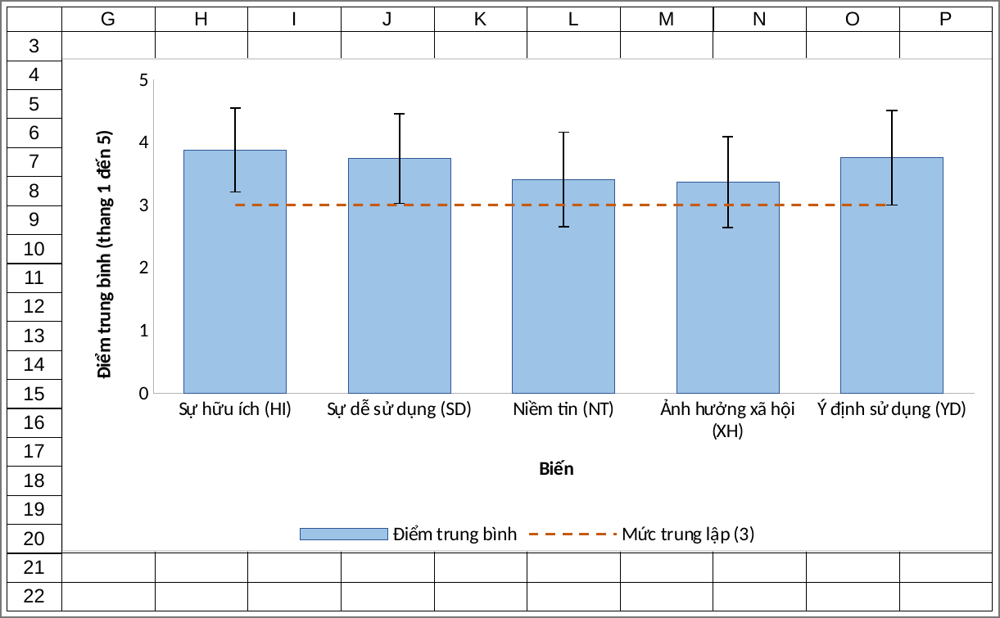 G H I J K L M N O P
3
4
5
6
7
8
9
10
11
12
13
14
15
16
17
18
19
20
21
22
Điểm trung bình (thang 1 đến 5)
5
4
3
2
1
0
Sự hữu ích (HI)
Sự dễ sử dụng (SD)
Niềm tin (NT)
Ảnh hưởng xã hội
(XH)
Ý định sử dụng (YD)
Biến
Điểm trung bình
Mức trung lập (3)